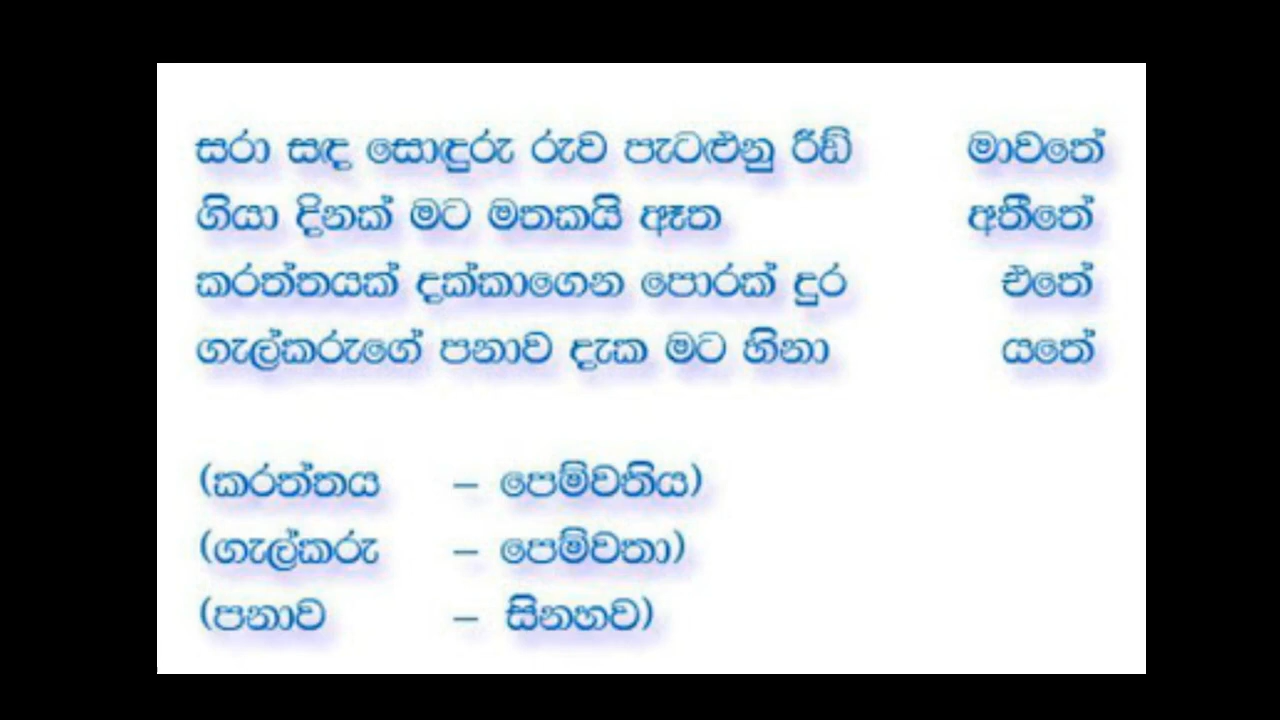 සරා සඳ සොඳුරු රුව පැටළුනු රීඩ් මාවතේ
ගියා දිනක් මට මතකයි ඈත අතීතේ
කරත්තයක් දක්කාගෙන පොරක් දුර එතේ
ගැල්කරුගේ පනාව දැක මට හිනා යතේ
(කරත්තය – පෙම්වතිය)
(ගැල්කරු – පෙම්වතා)
(පනාව – සිනහව)